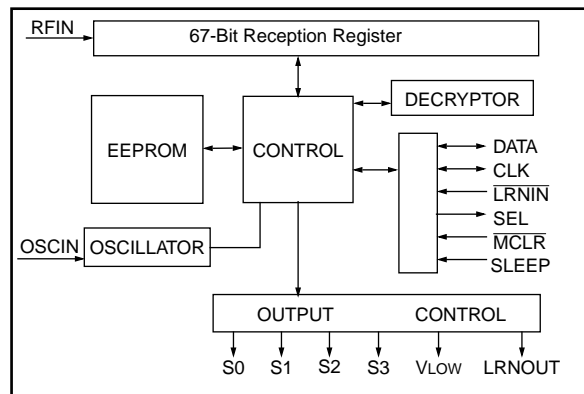 RFIN
67-Bit Reception Register
DECRYPTOR
EEPROM
CONTROL
DATA
CLK
LRNIN
SEL
MCLR
SLEEP
OSCIN
OSCILLATOR
OUTPUT CONTROL
S0 S1 S2 S3 VLOW LRNOUT